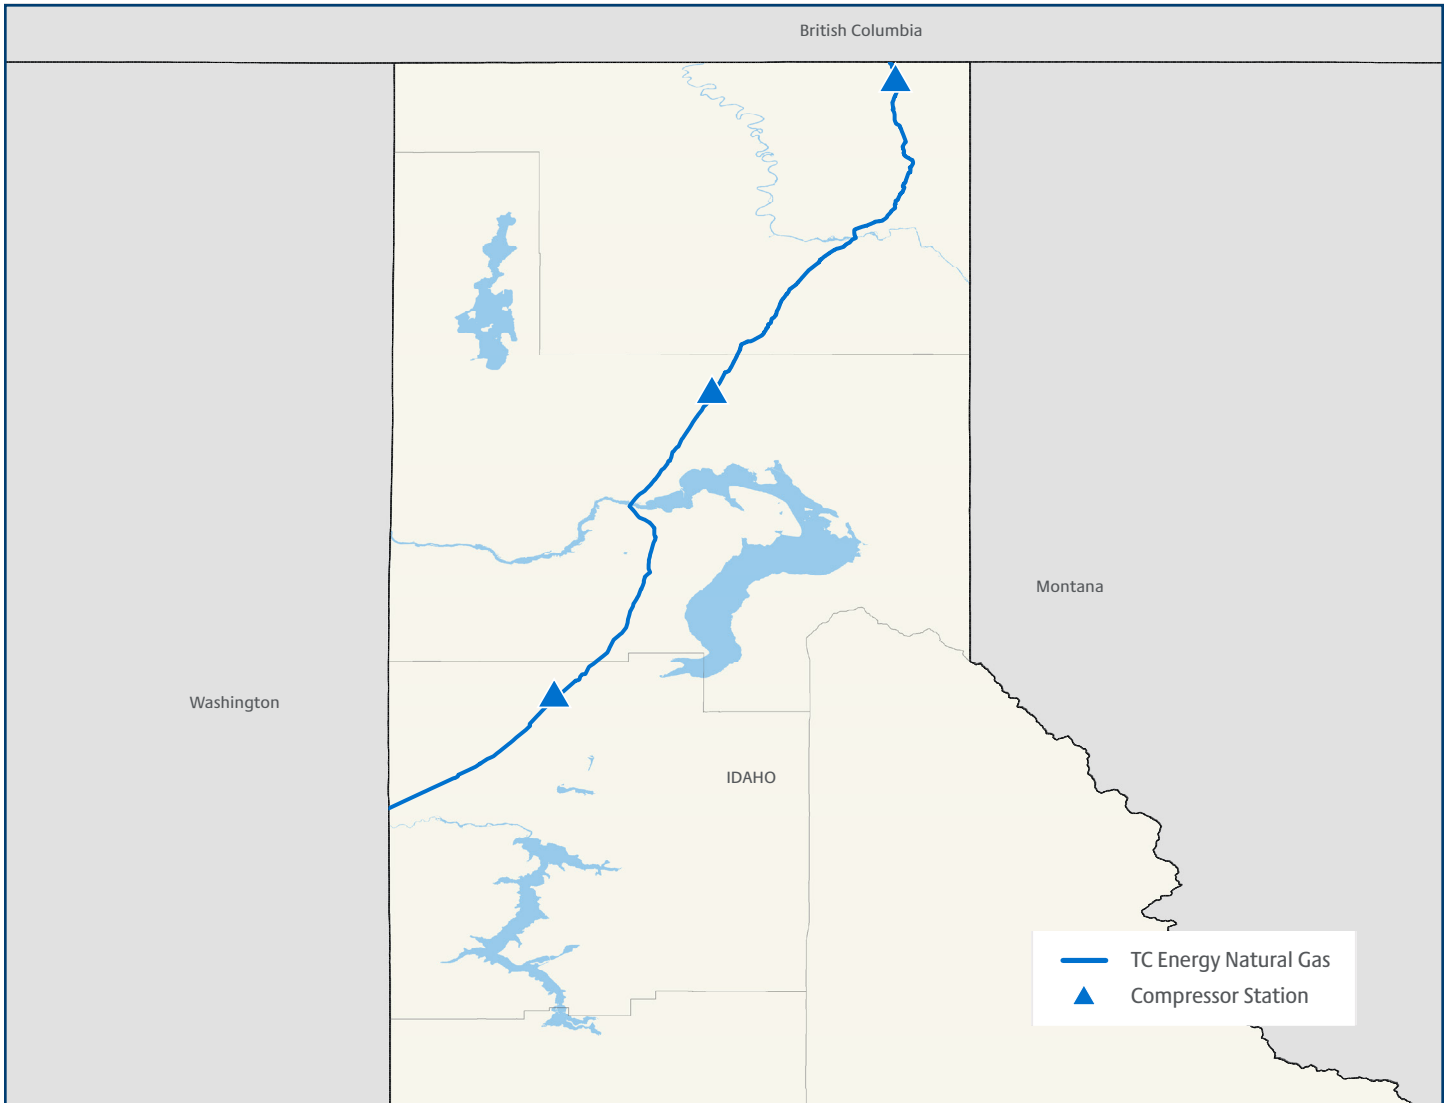 British Columbia
Montana
Washington
IDAHO
TC Energy Natural Gas
Compressor Station